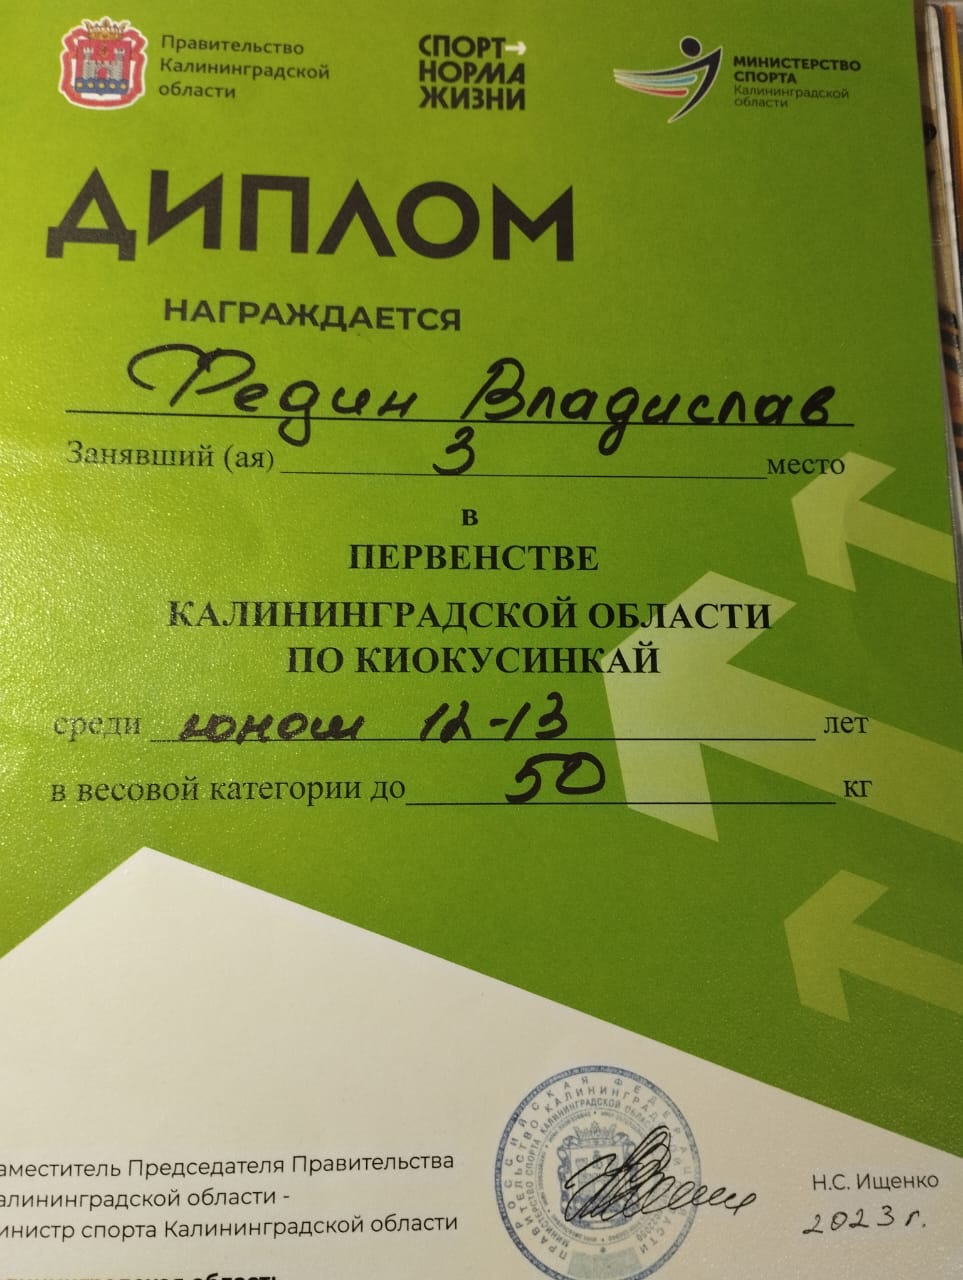 Правительство
Калининградской
области
СПОРТ→
НОРМА
ЖИЗНИ
МИНИСТЕРСТВО
СПОРТА
Калининградской
области
ДИПЛОМ
НАГРАЖДАЕТСЯ
Федин Владислав
Занявший (ая) 3 место
в
ПЕРВЕНСТВЕ
КАЛИНИНГРАДСКОЙ ОБЛАСТИ
ПО КИОКУСИНКАЙ
среди юнош 12-13 лет
в весовой категории до 50 кг
аместитель Председателя Правительства
алининградской области -
инистр спорта Калининградской области
Н.С. Ищенко
2023 г.